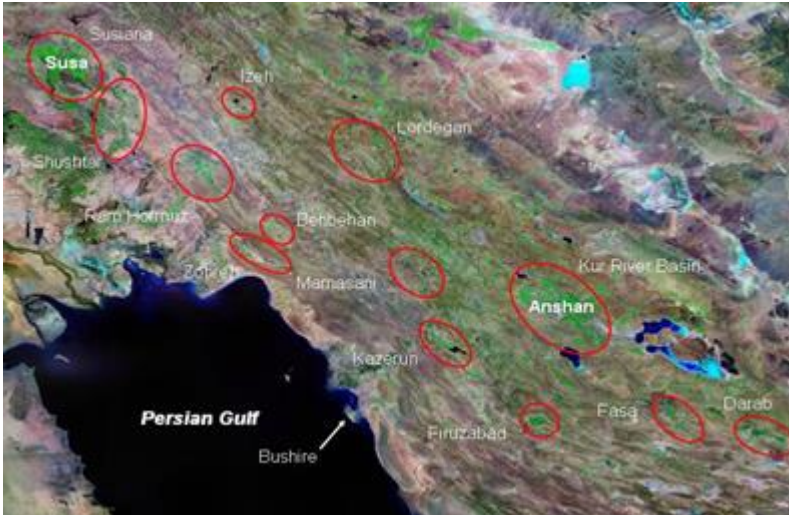 Susiana
Susa
Izeh
Lordegan
Shushtar
Ram Hormuz
Behbehan
Zohreh
Mamasani
Kur River Basin
Anshan
Kazerun
Persian Gulf
Bushire
Firuzabad
Fasa
Darab